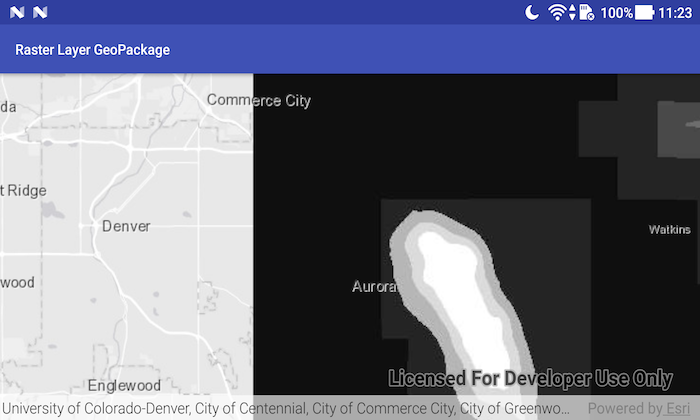 100% 11:23
Raster Layer GeoPackage
Commerce City
da
t Ridge
Denver
Watkins
wood
Aurora
Licensed For Developer Use Only
Englewood
University of Colorado-Denver, City of Centennial, City of Commerce City, City of Greenwo... Powered by Esri